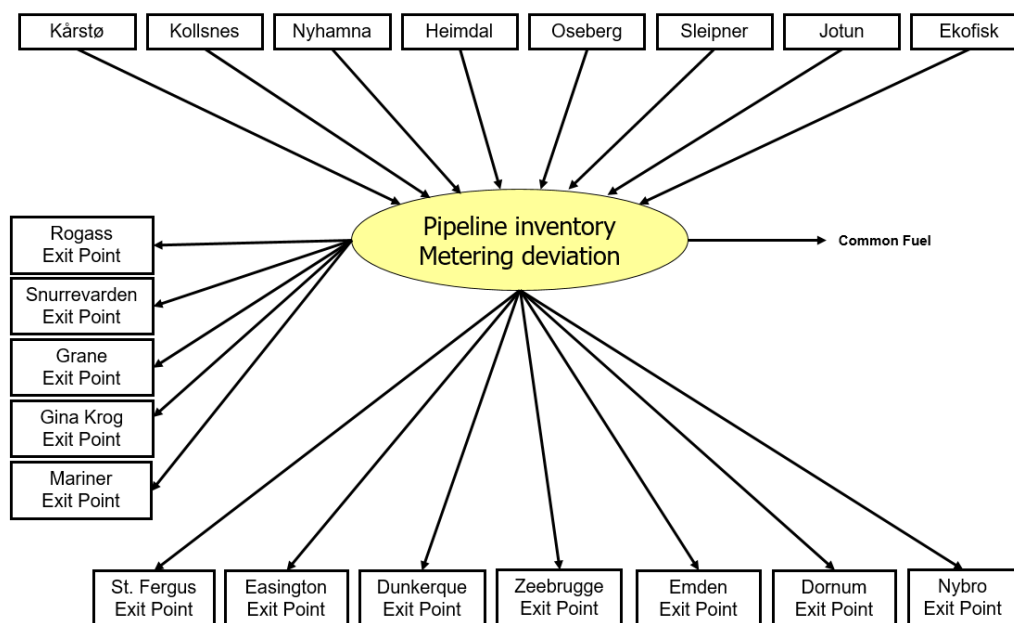 Kårstø
Kollsnes
Nyhamna
Heimdal
Oseberg
Sleipner
Jotun
Ekofisk
Pipeline inventory
Metering deviation
Common Fuel
Rogass
Exit Point
Snurrevarden
Exit Point
Grane
Exit Point
Gina Krog
Exit Point
Mariner
Exit Point
St. Fergus
Exit Point
Easington
Exit Point
Dunkerque
Exit Point
Zeebrugge
Exit Point
Emden
Exit Point
Dornum
Exit Point
Nybro
Exit Point